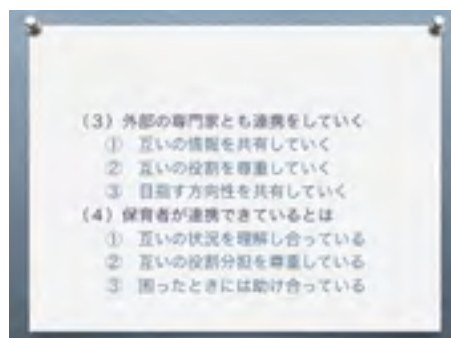 (3) 外部の専門家とも連携をしていく
① 互いの情報を共有していく
② 互いの役割を尊重していく
③ 目指す方向性を共有していく
(4) 保育者が連携できているとは
① 互いの状況を理解し合っている
② 互いの役割分担を尊重している
③ 困ったときには助け合っている